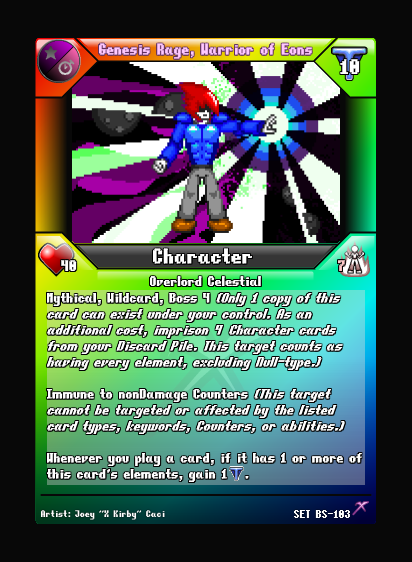 Genesis Rage, Warrior of Eons
10
40
Character
7
Overlord Celestial
Mythical, Wildcard, Boss 4 (Only 1 copy of this
card can exist under your control. As an
additional cost, imprison 4 Character cards
from your Discard Pile. This target counts as
having every element, excluding Null-type.)
Immune to nonDamage Counters (This target
cannot be targeted or affected by the listed
card types, keywords, Counters, or abilities.)
Whenever you play a card, if it has 1 or more of
this card's elements, gain 1 .
Artist: Joey "X Kirby" Caci
SET BS-103